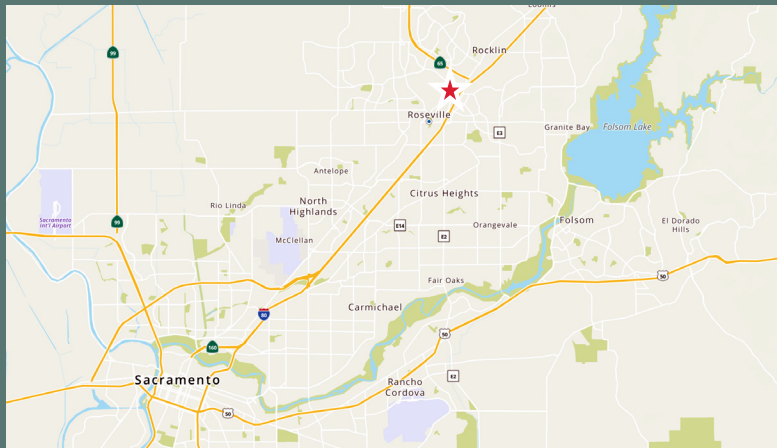 Loomis
99
Rocklin
65
Roseville
E3
Granite Bay
Folsom Lake
Antelope
Citrus Heights
Rio Linda
North
Highlands
Sacramento
Int'l Airport
99
E14
Orangevale
Folsom
El Dorado
Hills
E2
McClellan
50
Fair Oaks
Carmichael
80
50
160
Sacramento
E2
Rancho
Cordova
50